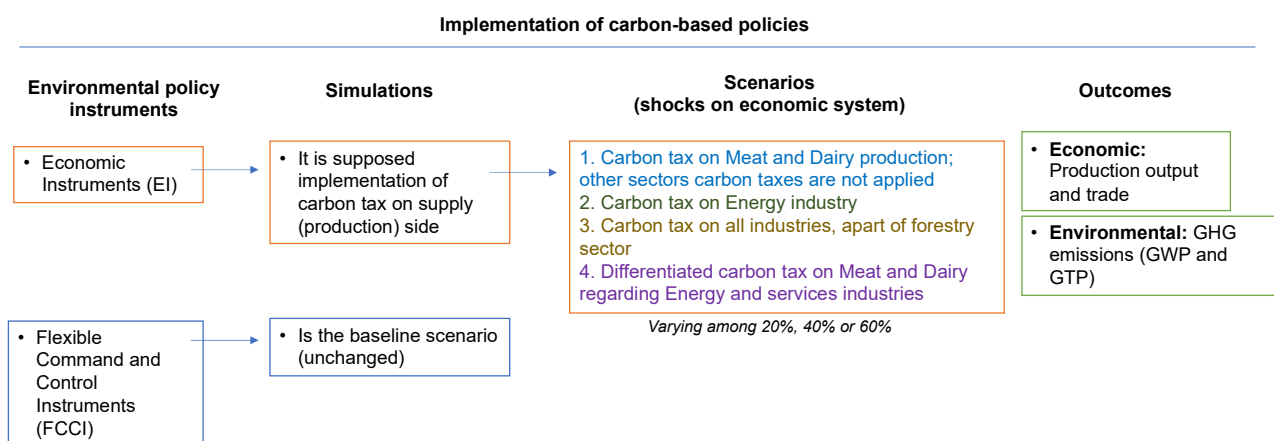 Implementation of carbon-based policies
Environmental policy
instruments
Simulations
Scenarios
(shocks on economic system)
Outcomes
• Economic
Instruments (EI)
• It is supposed
implementation of
carbon tax on supply
(production) side
1. Carbon tax on Meat and Dairy production;
other sectors carbon taxes are not applied
2. Carbon tax on Energy industry
3. Carbon tax on all industries, apart of forestry
sector
4. Differentiated carbon tax on Meat and Dairy
regarding Energy and services industries
Varying among 20%, 40% or 60%
• Economic:
Production output
and trade
• Environmental: GHG
emissions (GWP and
GTP)
• Flexible
Command and
Control
Instruments
(FCCI)
• Is the baseline scenario
(unchanged)